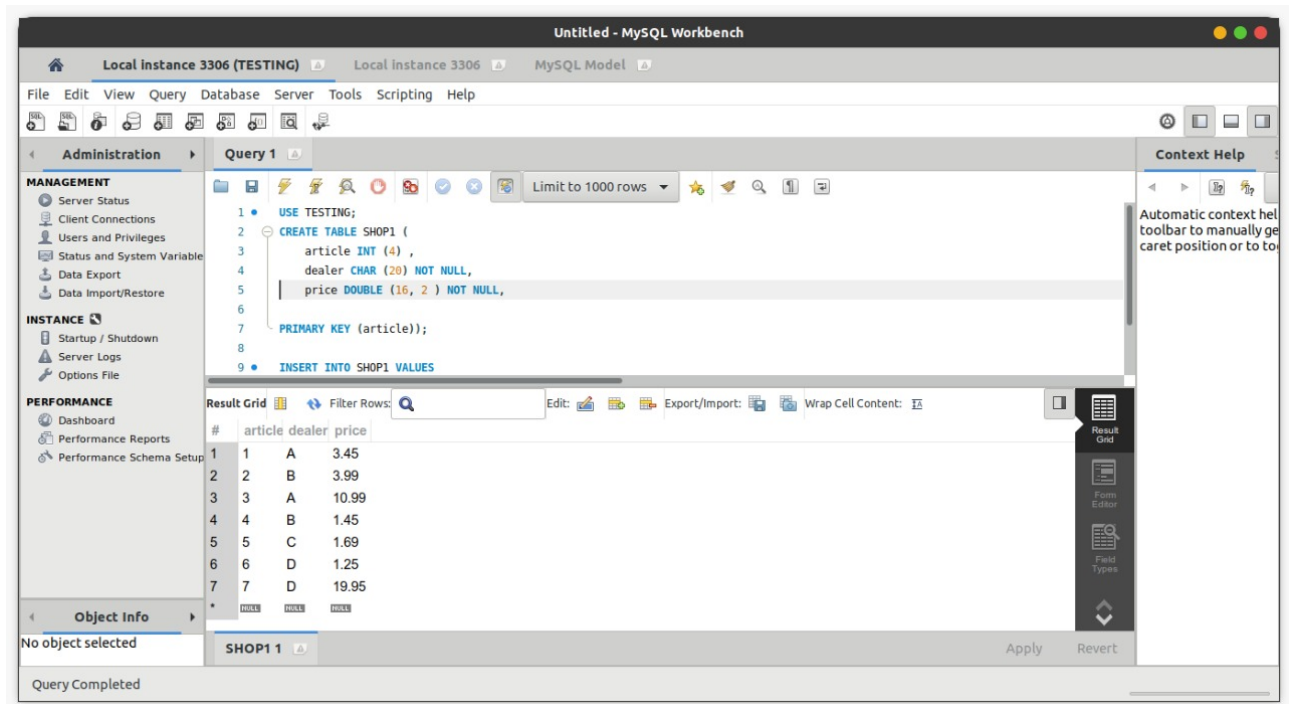 Untitled - MySQL Workbench
Local instance 3306 (TESTING)
Local instance 3306
MySQL Model
File Edit View Query Database Server Tools Scripting Help
Administration
MANAGEMENT
Server Status
Client Connections
Users and Privileges
Status and System Variable
Data Export
Data Import/Restore
INSTANCE
Startup / Shutdown
Server Logs
Options File
PERFORMANCE
Dashboard
Performance Reports
Performance Schema Setup
Object Info
No object selected
Query 1
Limit to 1000 rows
1 USE TESTING;
2 CREATE TABLE SHOP1 (
3 article INT (4) ,
4 dealer CHAR (20) NOT NULL,
5 price DOUBLE (16, 2 ) NOT NULL,
6
7 PRIMARY KEY (article));
8
9 INSERT INTO SHOP1 VALUES
Result Grid Filter Rows: Edit: Export/Import: Wrap Cell Content:
# article dealer price
1 1 A 3.45
2 2 B 3.99
3 3 A 10.99
4 4 B 1.45
5 5 C 1.69
6 6 D 1.25
7 7 D 19.95
* NULL NULL NULL
Result
Grid
Form
Editor
Field
Types
SHOP1 1
Apply Revert
Context Help
Automatic context hel
toolbar to manually ge
caret position or to to
Query Completed